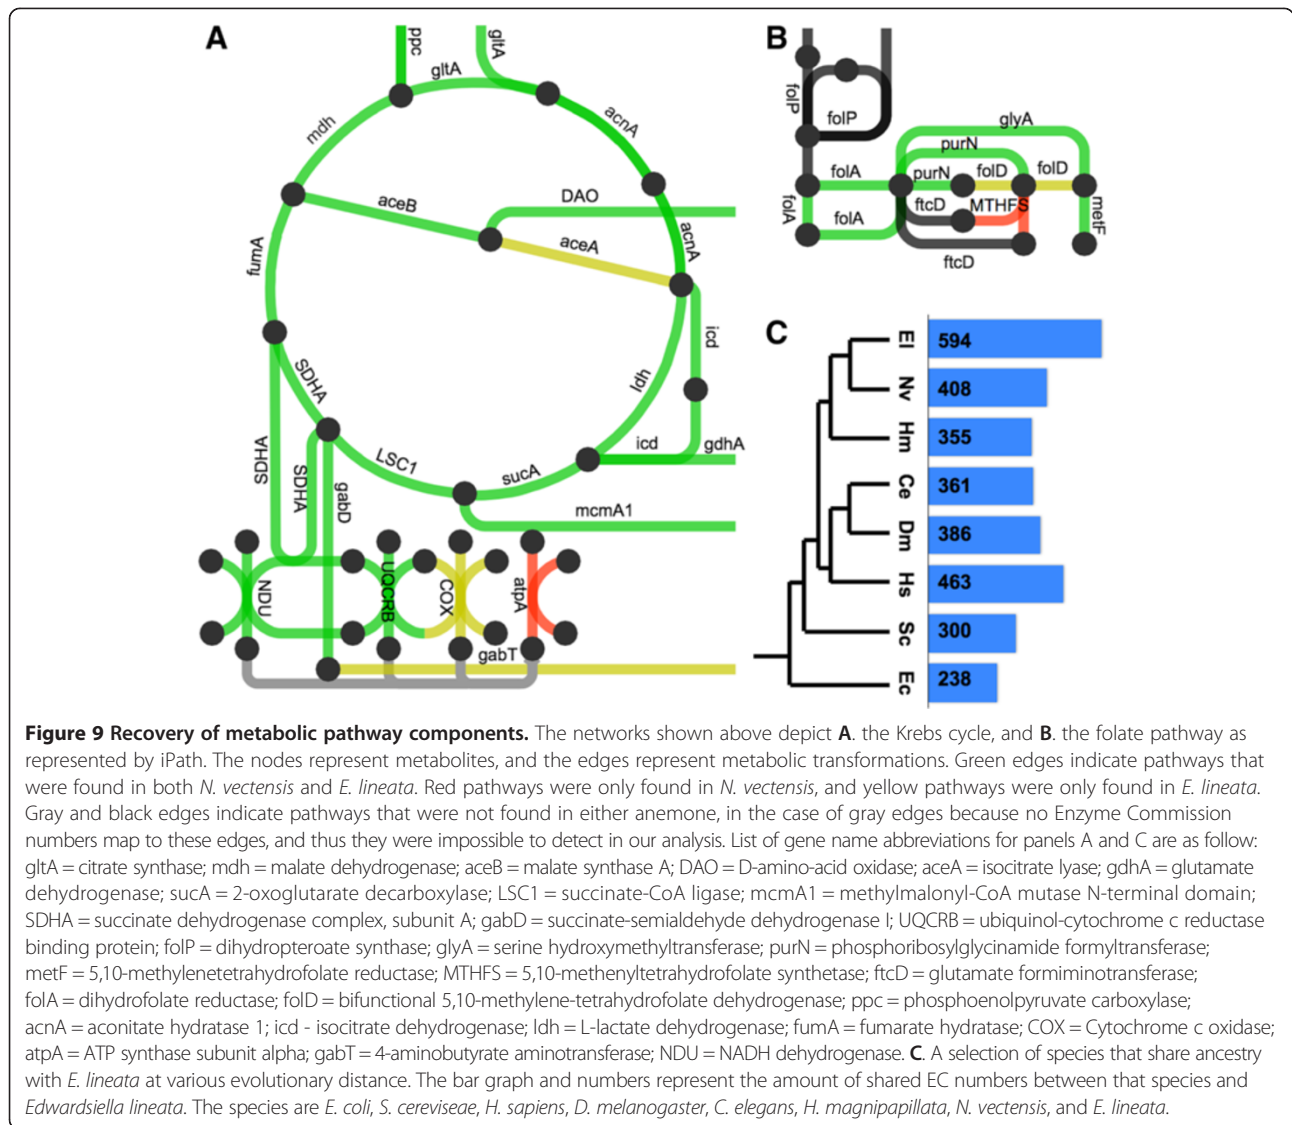 A
ppc
gltA
gltA
acnA
mdh
DAO
aceB
acnA
aceA
fumA
icd
ldh
SDHA
icd
gdhA
LSC1
sucA
SDHA
SDHA
gabD
mcmA1
NDU
UQCRB
COX
atpA
gabT
B
folP
folP
glyA
purN
folA
purN
folD
folD
folA
folA
ftcD
MTHFS
metF
ftcD
C
El
594
Nv
408
Hm
355
Ce
361
Dm
386
Hs
463
Sc
300
Ec
238
Figure 9 Recovery of metabolic pathway components. The networks shown above depict A. the Krebs cycle, and B. the folate pathway as
represented by iPath. The nodes represent metabolites, and the edges represent metabolic transformations. Green edges indicate pathways that
were found in both N. vectensis and E. lineata. Red pathways were only found in N. vectensis, and yellow pathways were only found in E. lineata.
Gray and black edges indicate pathways that were not found in either anemone, in the case of gray edges because no Enzyme Commission
numbers map to these edges, and thus they were impossible to detect in our analysis. List of gene name abbreviations for panels A and C are as follow:
gltA = citrate synthase; mdh = malate dehydrogenase; aceB = malate synthase A; DAO = D-amino-acid oxidase; aceA = isocitrate lyase; gdhA = glutamate
dehydrogenase; sucA = 2-oxoglutarate decarboxylase; LSC1 = succinate-CoA ligase; mcmA1 = methylmalonyl-CoA mutase N-terminal domain;
SDHA = succinate dehydrogenase complex, subunit A; gabD = succinate-semialdehyde dehydrogenase I; UQCRB = ubiquinol-cytochrome c reductase
binding protein; folP = dihydropteroate synthase; glyA = serine hydroxymethyltransferase; purN = phosphoribosylglycinamide formyltransferase;
metF = 5,10-methylenetetrahydrofolate reductase; MTHFS = 5,10-methenyltetrahydrofolate synthetase; ftcD = glutamate formiminotransferase;
folA = dihydrofolate reductase; folD = bifunctional 5,10-methylene-tetrahydrofolate dehydrogenase; ppc = phosphoenolpyruvate carboxylase;
acnA = aconitate hydratase 1; icd - isocitrate dehydrogenase; ldh = L-lactate dehydrogenase; fumA = fumarate hydratase; COX = Cytochrome c oxidase;
atpA = ATP synthase subunit alpha; gabT = 4-aminobutyrate aminotransferase; NDU = NADH dehydrogenase. C. A selection of species that share ancestry
with E. lineata at various evolutionary distance. The bar graph and numbers represent the amount of shared EC numbers between that species and
Edwardsiella lineata. The species are E. coli, S. cereviseae, H. sapiens, D. melanogaster, C. elegans, H. magnipapillata, N. vectensis, and E. lineata.